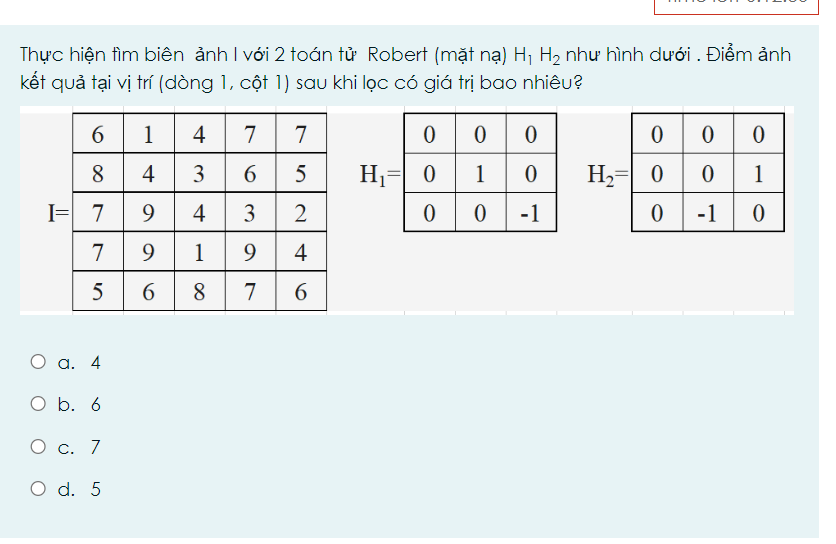 Thực hiện tìm biên ảnh I với 2 toán tử Robert (mặt nạ) H₁ H₂ như hình dưới . Điểm ảnh
kết quả tại vị trí (dòng 1, cột 1) sau khi lọc có giá trị bao nhiêu?
6 1 4 7 7 0 0 0 0 0 0
8 4 3 6 5 H₁= 0 1 0 H₂= 0 0 1
I= 7 9 4 3 2 0 0 -1 0 -1 0
7 9 1 9 4
5 6 8 7 6
a. 4
b. 6
c. 7
d. 5